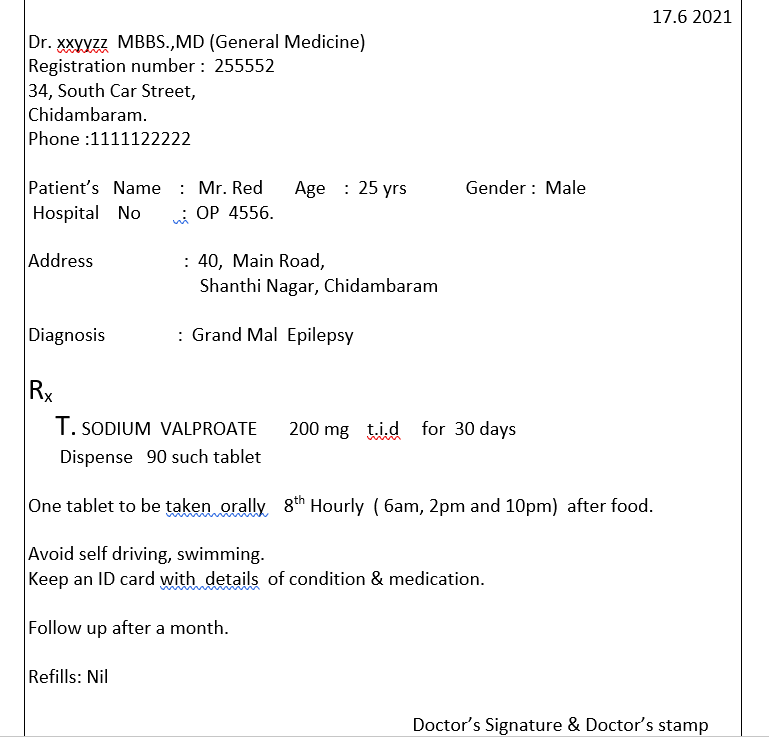 17.6 2021
Dr. xxyyzz MBBS.,MD (General Medicine)
Registration number : 255552
34, South Car Street,
Chidambaram.
Phone :1111122222
Patient’s Name : Mr. Red Age : 25 yrs Gender : Male
Hospital No : OP 4556.
Address : 40, Main Road,
Shanthi Nagar, Chidambaram
Diagnosis : Grand Mal Epilepsy
Rx
T. SODIUM VALPROATE 200 mg t.i.d for 30 days
Dispense 90 such tablet
One tablet to be taken orally 8th Hourly ( 6am, 2pm and 10pm) after food.
Avoid self driving, swimming.
Keep an ID card with details of condition & medication.
Follow up after a month.
Refills: Nil
Doctor’s Signature & Doctor’s stamp